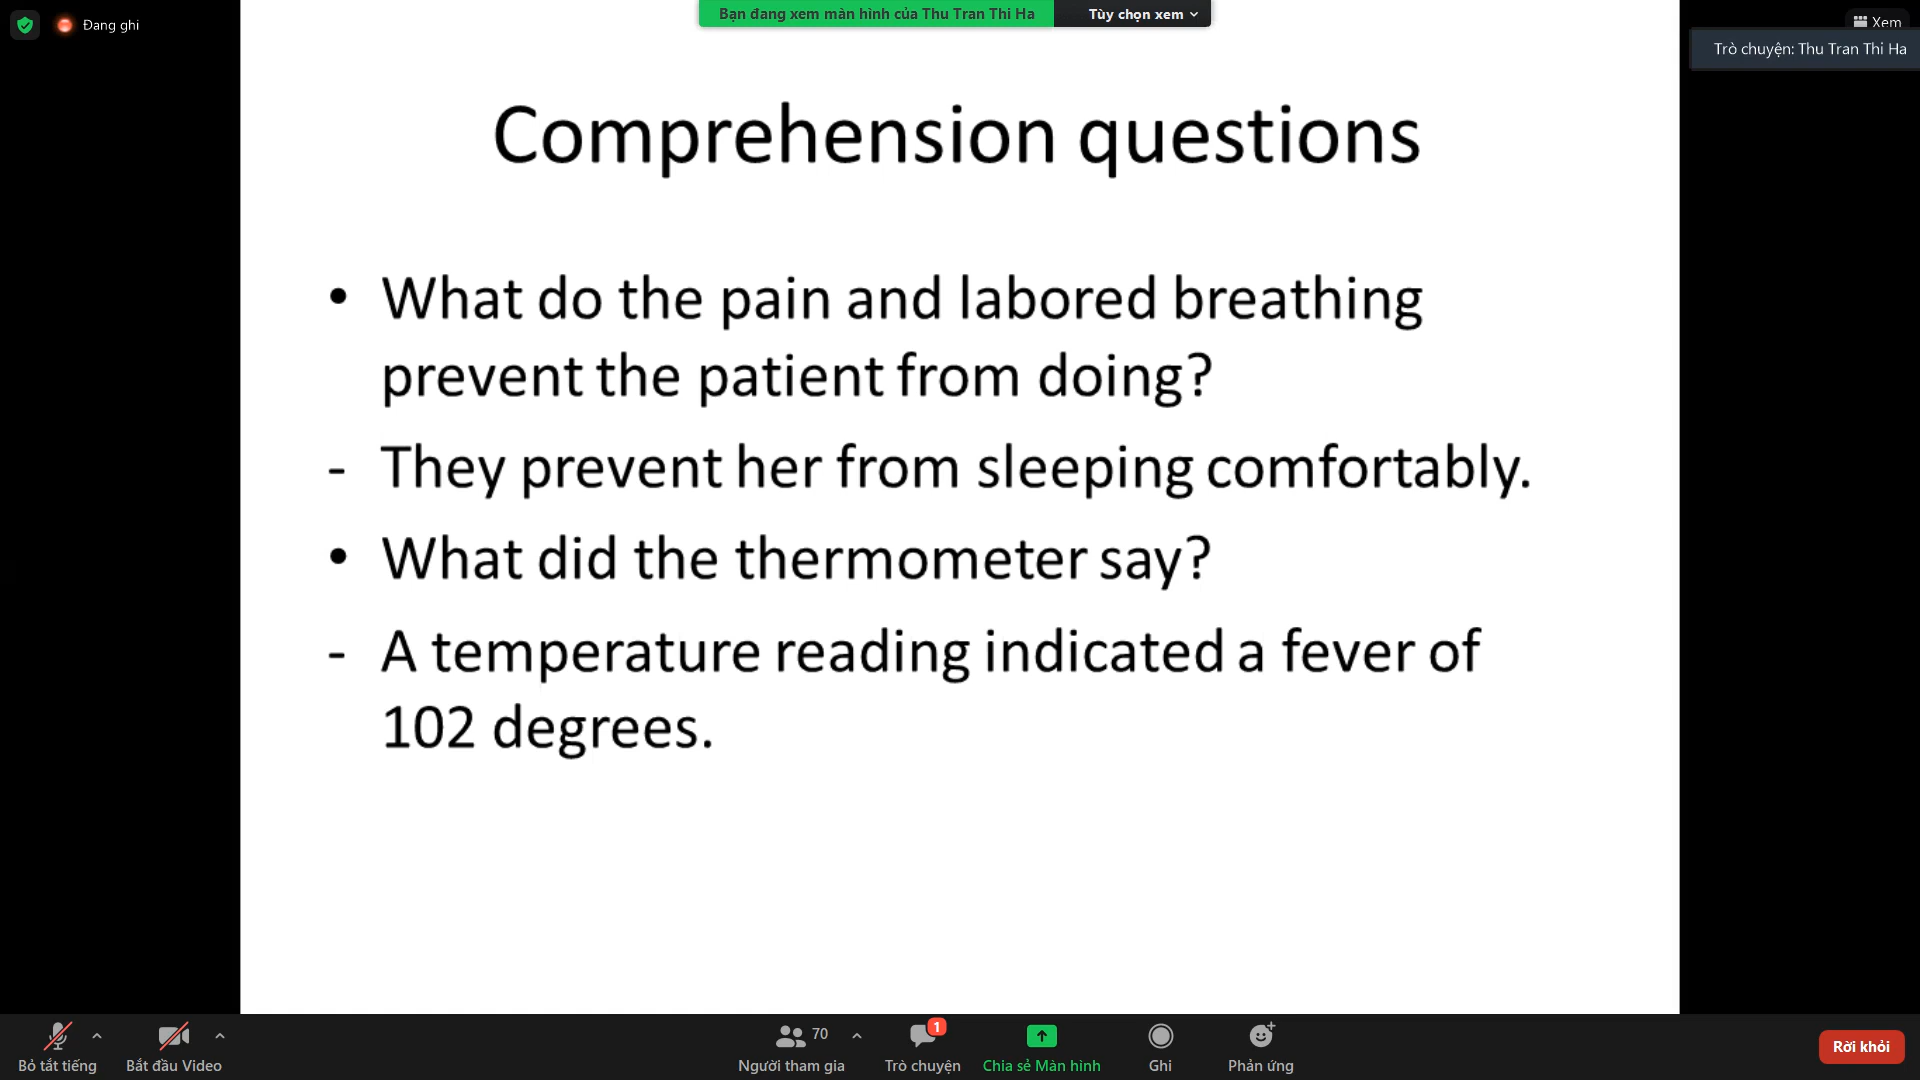 Đang ghi
Bạn đang xem màn hình của Thu Tran Thi Ha
Tùy chọn xem
Xem
Trò chuyện: Thu Tran Thi Ha
Comprehension questions
• What do the pain and labored breathing
prevent the patient from doing?
- They prevent her from sleeping comfortably.
• What did the thermometer say?
- A temperature reading indicated a fever of
102 degrees.
Bỏ tắt tiếng
Bắt đầu Video
70
Người tham gia
1
Trò chuyện
Chia sẻ Màn hình
Ghi
Phản ứng
Rời khỏi